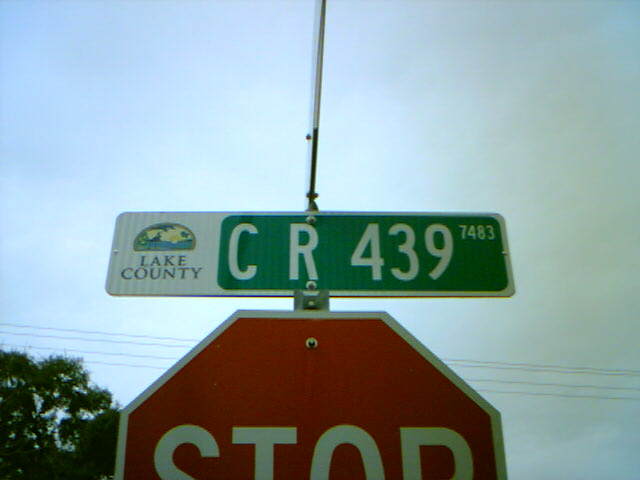 LAKE
COUNTY
C R 439 7483
STOP